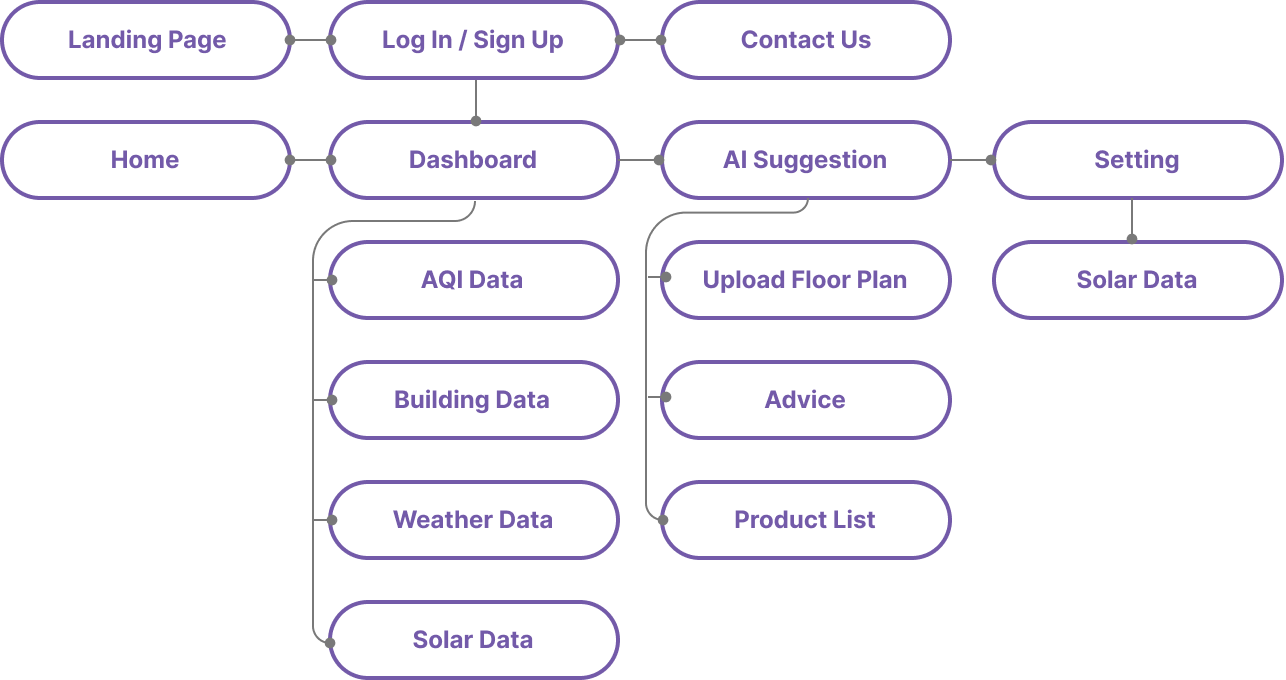 Landing Page
Log In / Sign Up
Contact Us
Home
Dashboard
AI Suggestion
Setting
AQI Data
Upload Floor Plan
Solar Data
Building Data
Advice
Weather Data
Product List
Solar Data